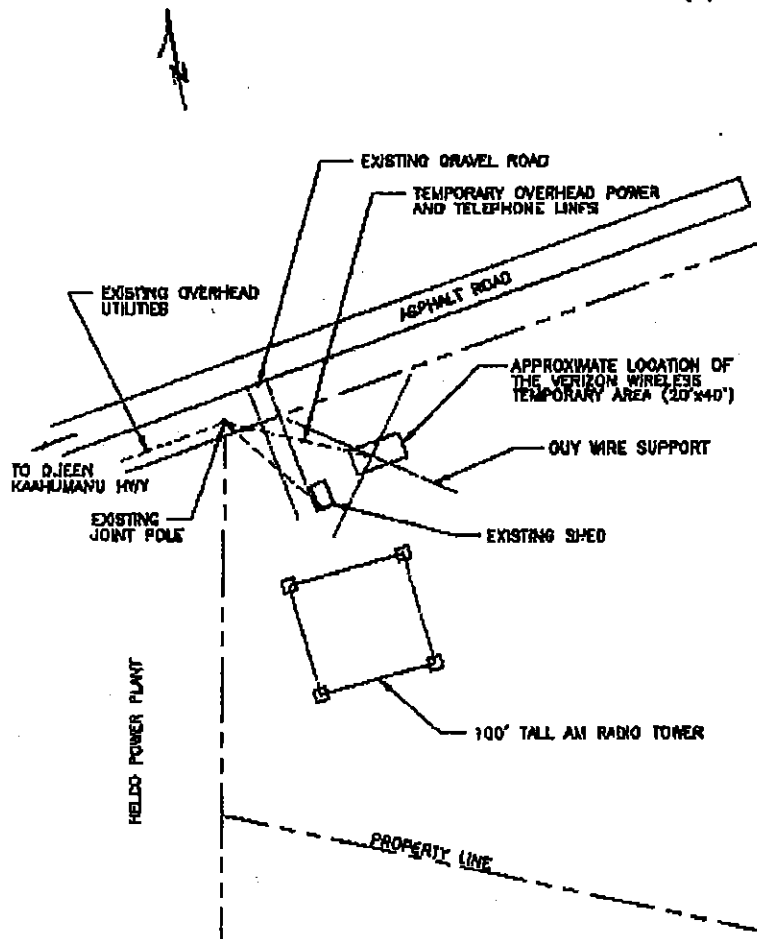 N
EXISTING GRAVEL ROAD
TEMPORARY OVERHEAD POWER
AND TELEPHONE LINES
EXISTING OVERHEAD
UTILITIES
ASPHALT ROAD
APPROXIMATE LOCATION OF
THE VERIZON WIRELESS
TEMPORARY AREA (20'x40')
GUY WIRE SUPPORT
TO QUEEN
KAAHUMANU HWY
EXISTING
JOINT POLE
EXISTING SHED
HELCO POWER PLANT
100' TALL AM RADIO TOWER
PROPERTY LINE